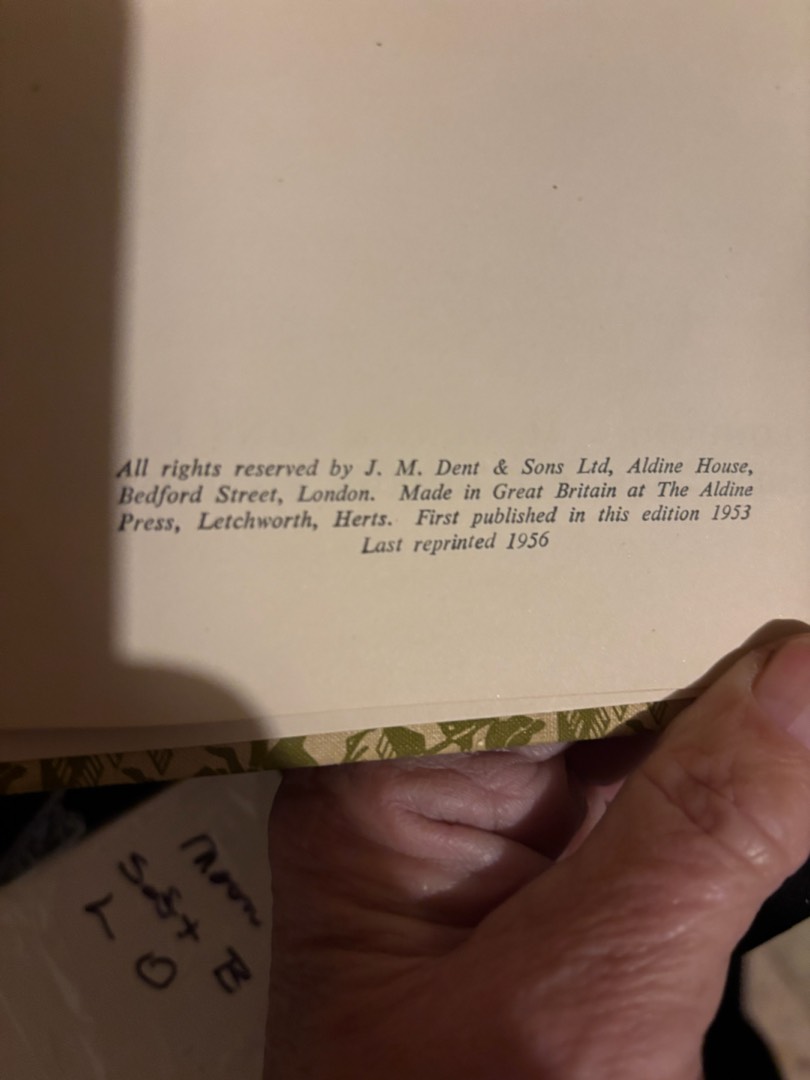 All rights reserved by J. M. Dent & Sons Ltd, Aldine House,
Bedford Street, London. Made in Great Britain at The Aldine
Press, Letchworth, Herts. First published in this edition 1953
Last reprinted 1956
B
O